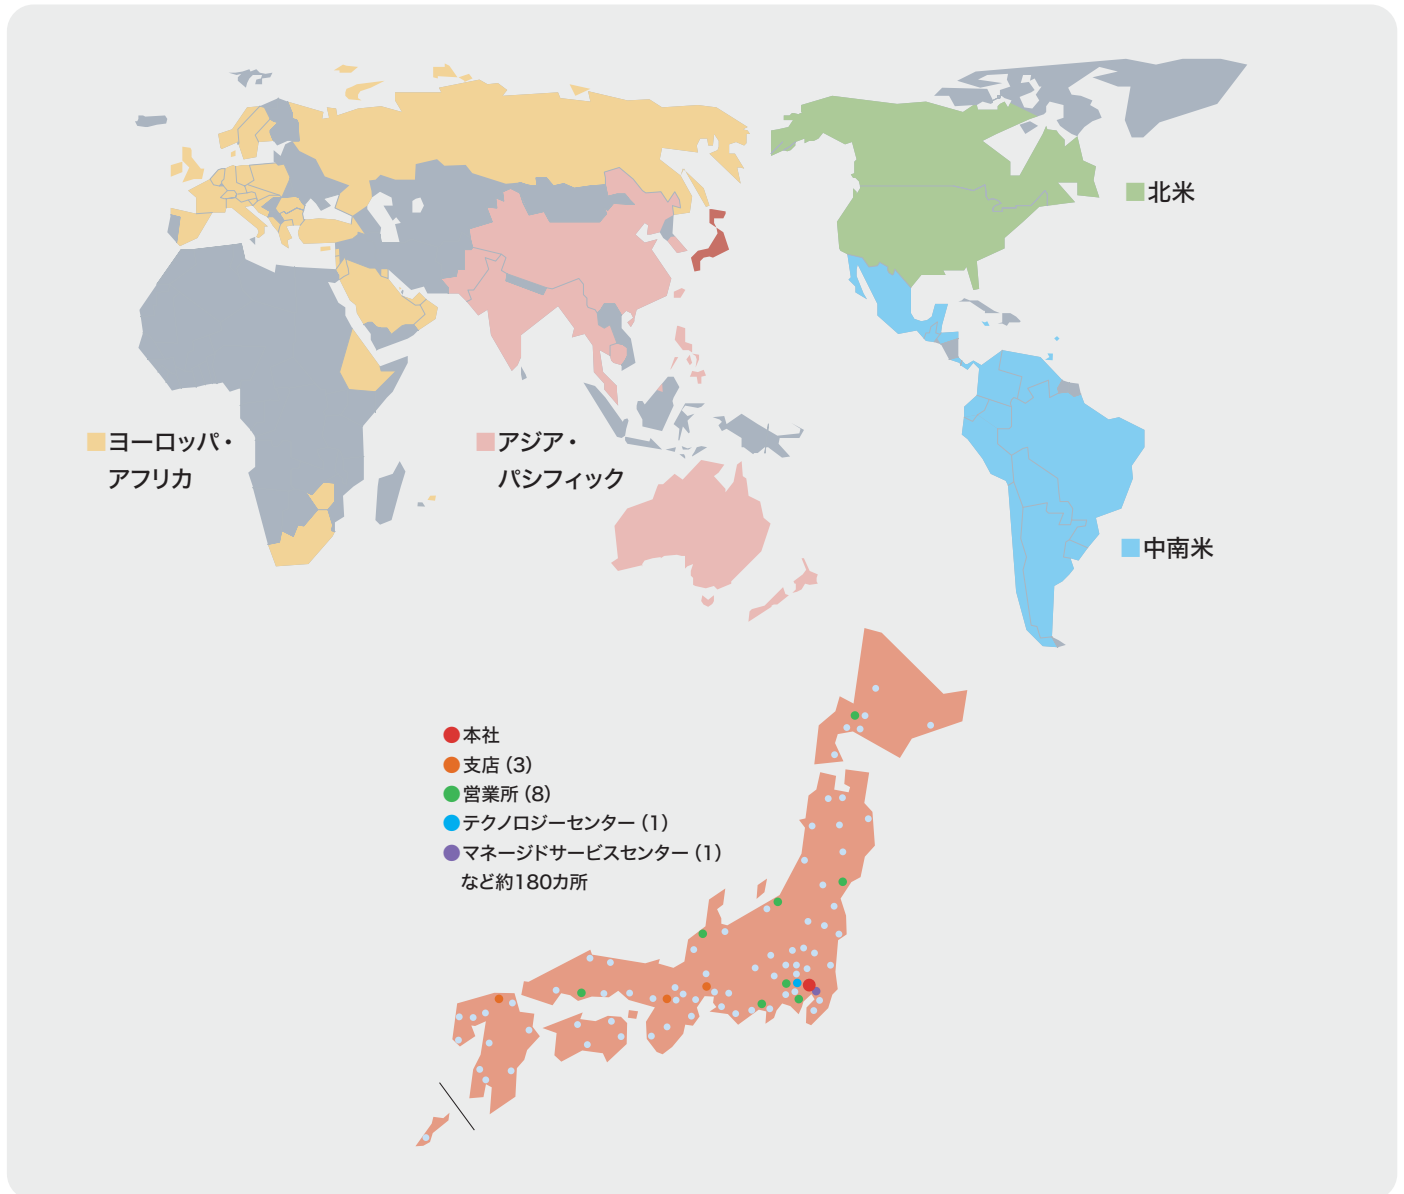 北米
ヨーロッパ・
アフリカ
アジア・
パシフィック
中南米
本社
支店（3）
営業所（8）
テクノロジーセンター（1）
マネージドサービスセンター（1）
など約180カ所